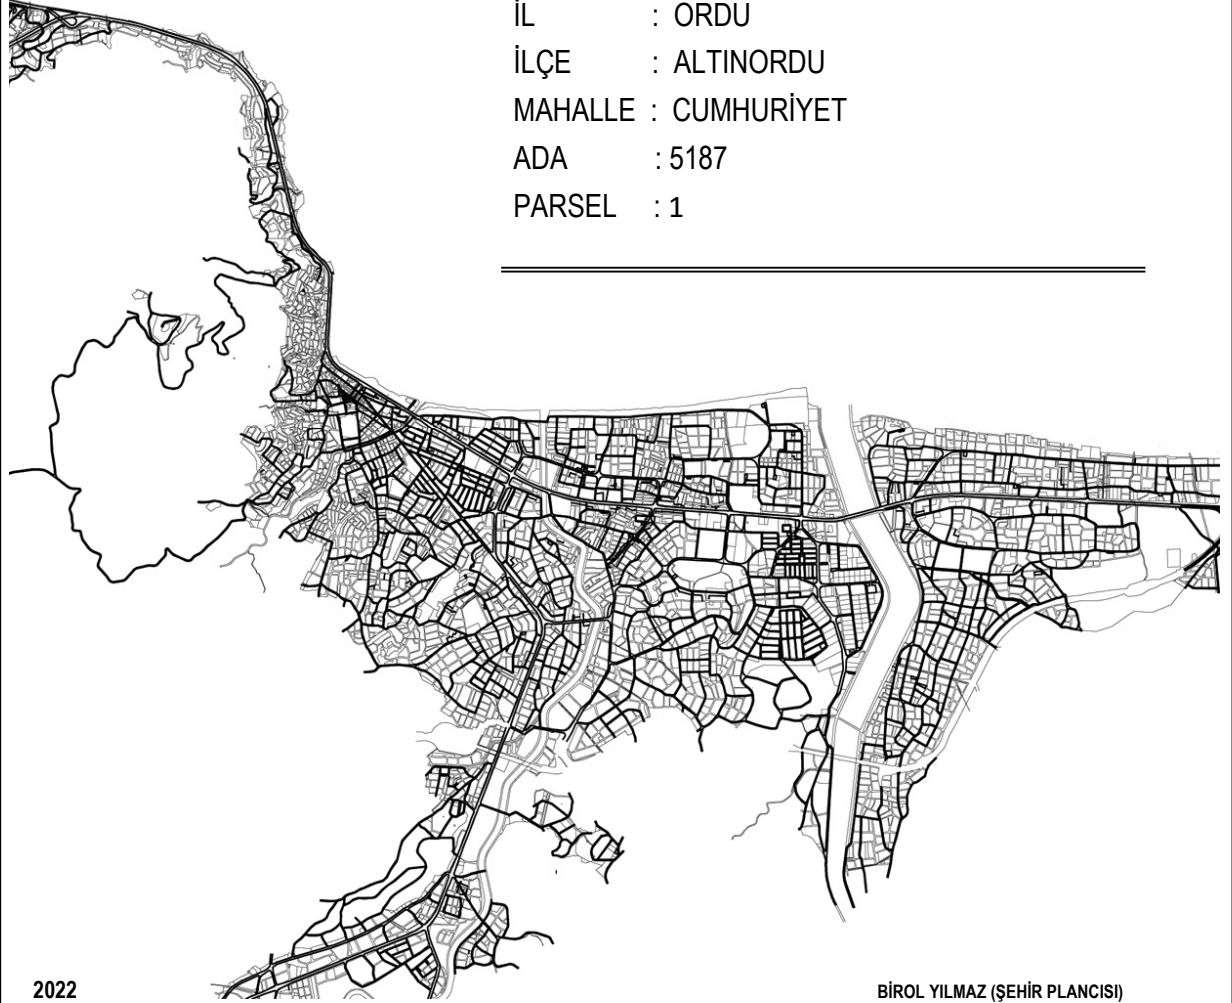 İL : ORDU
İLÇE : ALTINORDU
MAHALLE : CUMHURİYET
ADA : 5187
PARSEL : 1
2022
BİROL YILMAZ (ŞEHİR PLANCISI)